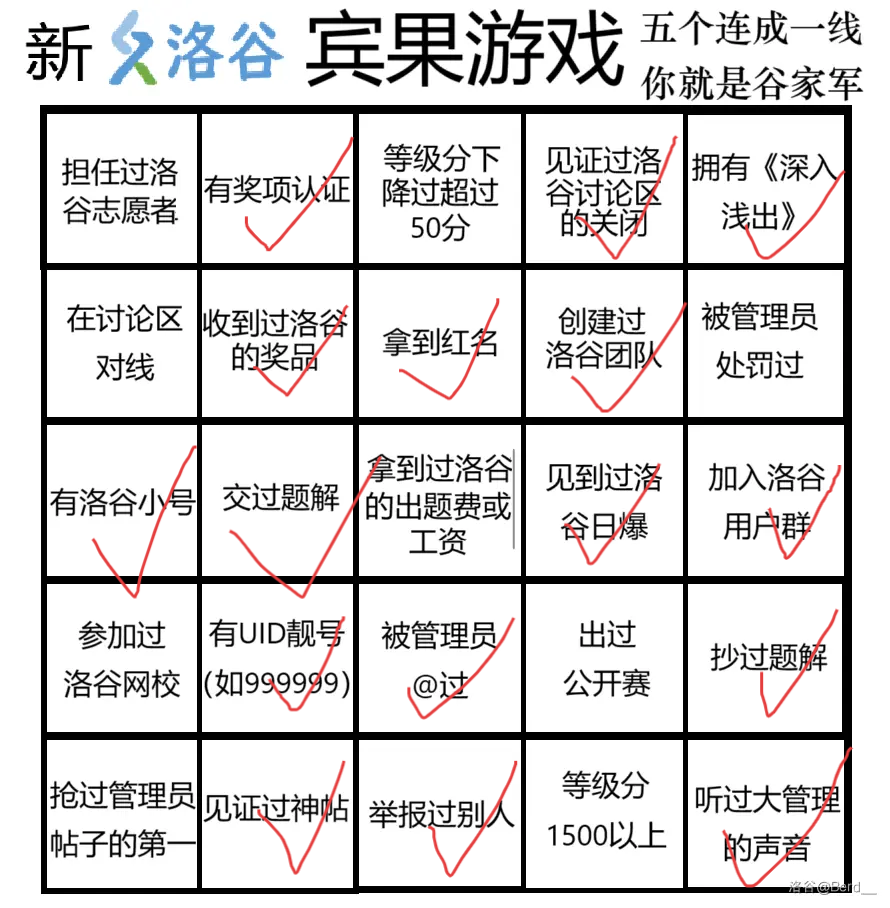 新 洛谷 宾果游戏
五个连成一线
你就是谷家军
担任过洛
谷志愿者
有奖项认证
等级分下
降过超过
50分
见证过洛
谷讨论区
的关闭
拥有《深入
浅出》
在讨论区
对线
收到过洛谷
的奖品
拿到红名
创建过
洛谷团队
被管理员
处罚过
有洛谷小号
交过题解
拿到过洛谷
的出题费或
工资
见到过洛
谷日爆
加入洛谷
用户群
参加过
洛谷网校
有UID靓号
(如999999)
被管理员
@过
出过
公开赛
抄过题解
抢过管理员
帖子的第一
见证过神帖
举报过别人
等级分
1500以上
听过大管理
的声音
洛谷@Berd__